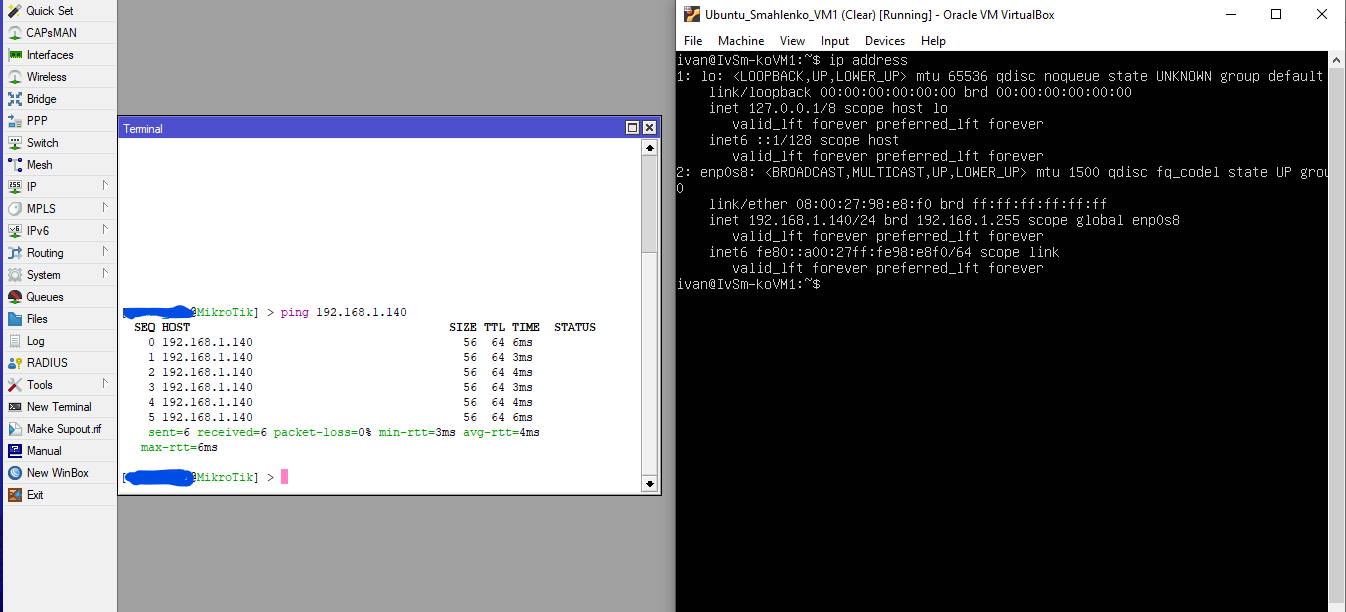 Quick Set
CAPsMAN
Interfaces
Wireless
Bridge
PPP
Switch
Mesh
IP
MPLS
IPv6
Routing
System
Queues
Files
Log
RADIUS
Tools
New Terminal
Make Supout.rif
Manual
New WinBox
Exit
Terminal
[@MikroTik] > ping 192.168.1.140
SEQ HOST SIZE TTL TIME STATUS
0 192.168.1.140 56 64 6ms
1 192.168.1.140 56 64 3ms
2 192.168.1.140 56 64 4ms
3 192.168.1.140 56 64 3ms
4 192.168.1.140 56 64 4ms
5 192.168.1.140 56 64 6ms
sent=6 received=6 packet-loss=0% min-rtt=3ms avg-rtt=4ms
max-rtt=6ms
[@MikroTik] >
Ubuntu_Smahlenko_VM1 (Clear) [Running] - Oracle VM VirtualBox
File Machine View Input Devices Help
ivan@IvSm-koVM1:~$ ip address
1: lo: <LOOPBACK,UP,LOWER_UP> mtu 65536 qdisc noqueue state UNKNOWN group default
link/loopback 00:00:00:00:00:00 brd 00:00:00:00:00:00
inet 127.0.0.1/8 scope host lo
valid_lft forever preferred_lft forever
inet6 ::1/128 scope host
valid_lft forever preferred_lft forever
2: enp0s8: <BROADCAST,MULTICAST,UP,LOWER_UP> mtu 1500 qdisc fq_codel state UP grou
0
link/ether 08:00:27:98:e8:f0 brd ff:ff:ff:ff:ff:ff
inet 192.168.1.140/24 brd 192.168.1.255 scope global enp0s8
valid_lft forever preferred_lft forever
inet6 fe80::a00:27ff:fe98:e8f0/64 scope link
valid_lft forever preferred_lft forever
ivan@IvSm-koVM1:~$